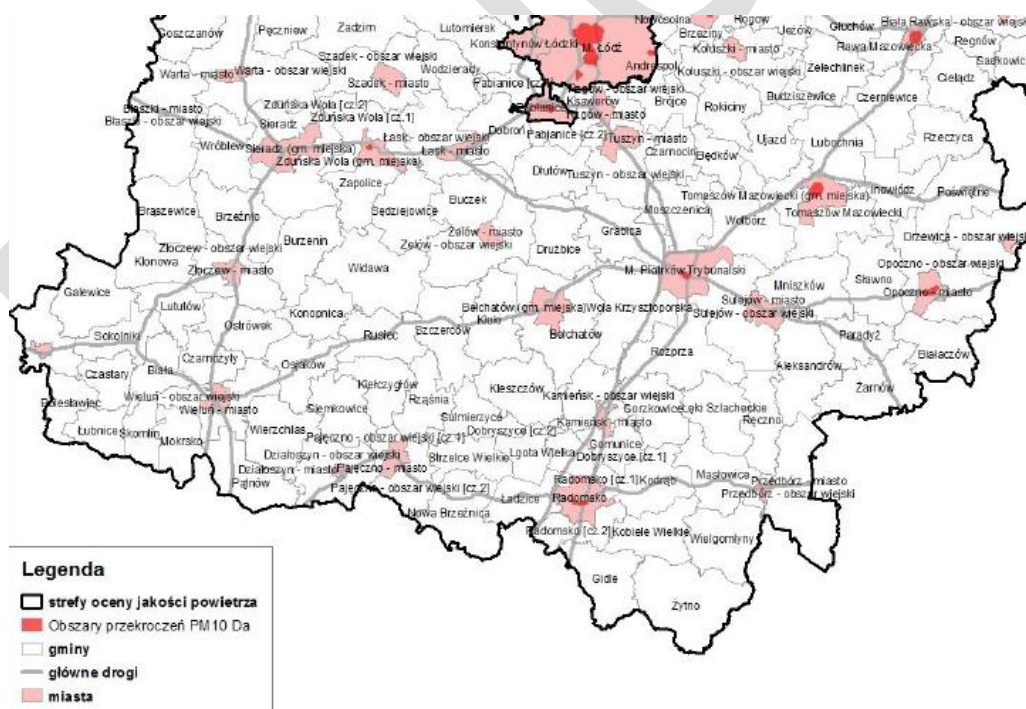 Goszczanów
Pęczniew
Zadzim
Lutomiersk
Nowosolna
Rogów
Głuchów
Biała Rawska - obszar wiejski
Brzeziny
Jeżów
Regnów
Konstantynów Łódzki
M. Łódź
Koluszki - miasto
Rawa Mazowiecka
Sadkowice
Szadek - obszar wiejski
Wodzierady
Andrespol
Żelechlinek
Warta - miasto
Warta - obszar wiejski
Szadek - miasto
Pabianice
Koluszki - obszar wiejski
Cielądz
Budziszewice
Czerniewice
Błaszki - miasto
Zduńska Wola [cz.2]
Ksawerów
Brójce
Rokiciny
Błaszki - obszar wiejski
Zduńska Wola [cz.1]
Sieradz
Dobroń
Pabianice [cz.2]
Łask - obszar wiejski
Tuszyn - miasto
Ujazd
Lubochnia
Rzeczyca
Wróblew
Sieradz (gm. miejska)
Łask - miasto
Czarnocin
Będków
Zduńska Wola (gm. miejska)
Dłutów
Tuszyn - obszar wiejski
Zapolice
Inowłódz
Poświętne
Buczek
Tomaszów Mazowiecki (gm. miejska)
Brąszewice
Brzeźnio
Będziejowice
Moszczenica
Wolbórz
Tomaszów Mazowiecki
Burzenin
Zelów - miasto
Grabica
Drzewica - obszar wiejski
Złoczew - obszar wiejski
Zelów - obszar wiejski
Drużbice
Opoczno - obszar wiejski
Klonowa
Złoczew - miasto
Widawa
M. Piotrków Trybunalski
Mniszków
Sławno
Galewice
Opoczno - miasto
Lututów
Konopnica
Bełchatów (gm. miejska)
Wola Krzysztoporska
Sulejów - miasto
Sulejów - obszar wiejski
Kluki
Sokolniki
Ostrówek
Rusiec
Szczerców
Bełchatów
Paradyż
Czarnożyły
Osjaków
Rozprza
Białaczów
Biała
Aleksandrów
Czastary
Żarnów
Kiełczygłów
Kleszczów
Bolesławiec
Wieluń - obszar wiejski
Rząśnia
Kamieńsk - obszar wiejski
Wieluń - miasto
Siemkowice
Sulmierzyce
Gorzkowice
Łęki Szlacheckie
Ręczno
Łubnice
Skomlin
Wierzchlas
Dobryszyce [cz.2]
Kamieńsk - miasto
Mokrsko
Pajęczno - obszar wiejski [cz.1]
Gomunice
Działoszyn - obszar wiejski
Strzelce Wielkie
Lgota Wielka
Dobryszyce [cz.1]
Działoszyn - miasto
Pajęczno - miasto
Masłowice
Pątnów
Radomsko [cz.1]
Kodrąb
Przedbórz - miasto
Pajęczno - obszar wiejski [cz.2]
Ładzice
Radomsko
Przedbórz - obszar wiejski
Nowa Brzeźnica
Radomsko [cz.2]
Kobiele Wielkie
Wielgomłyny
Gidle
Żytno
Legenda
strefy oceny jakości powietrza
Obszary przekroczeń PM10 Da
gminy
główne drogi
miasta